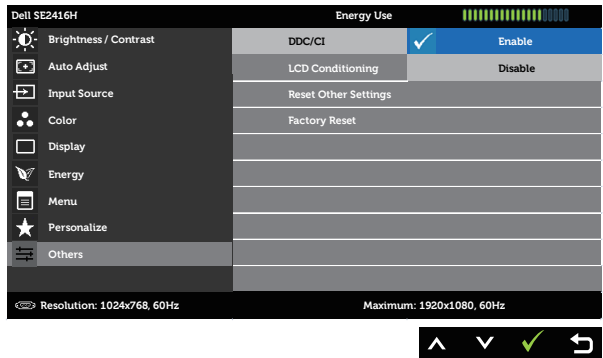 Dell SE2416H
Energy Use
Brightness / Contrast
Auto Adjust
Input Source
Color
Display
Energy
Menu
Personalize
Others
DDC/CI
Enable
LCD Conditioning
Disable
Reset Other Settings
Factory Reset
Resolution: 1024x768, 60Hz
Maximum: 1920x1080, 60Hz